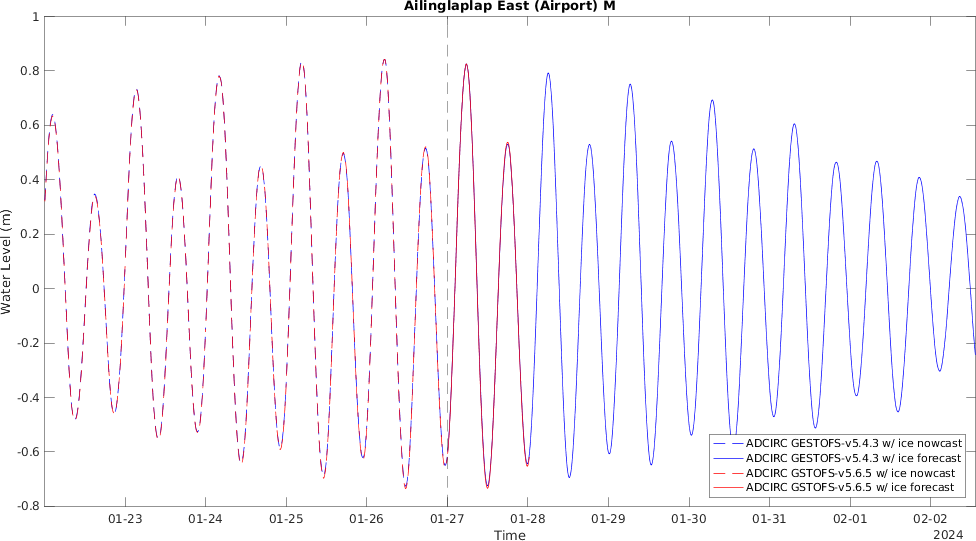 Ailinglaplap East (Airport) M
Water Level (m)
1
0.8
0.6
0.4
0.2
0
-0.2
-0.4
-0.6
-0.8
ADCIRC GESTOFS-v5.4.3 w/ ice nowcast
ADCIRC GESTOFS-v5.4.3 w/ ice forecast
ADCIRC GSTOFS-v5.6.5 w/ ice nowcast
ADCIRC GSTOFS-v5.6.5 w/ ice forecast
01-23 01-24 01-25 01-26 01-27 01-28 01-29 01-30 01-31 02-01 02-02
Time
2024